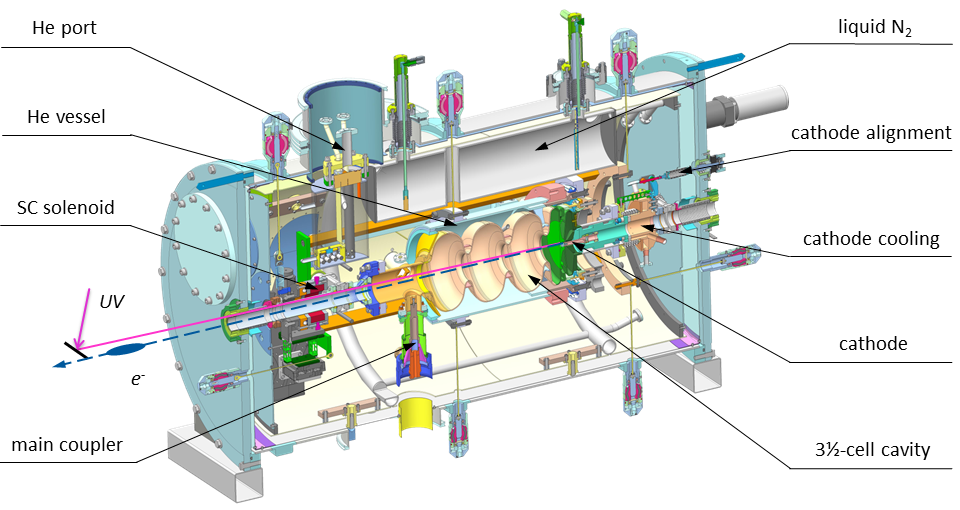 He port
liquid N₂
He vessel
cathode alignment
SC solenoid
cathode cooling
UV
e⁻
cathode
main coupler
3½-cell cavity